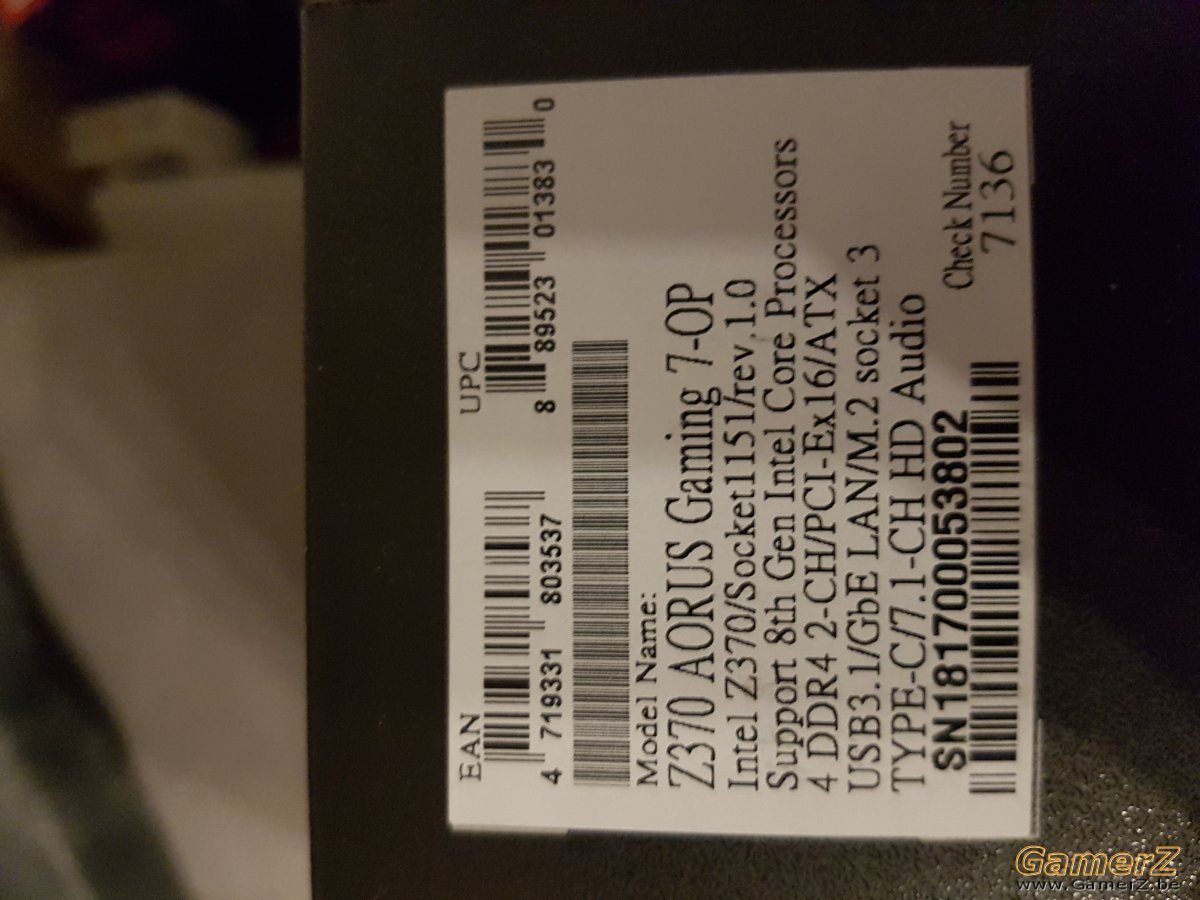 EAN
4 719331 803537
UPC
8 89523 01383 0
Model Name:
Z370 AORUS Gaming 7-OP
Intel Z370/Socket1151/rev.1.0
Support 8th Gen Intel Core Processors
4 DDR4 2-CH/PCI-Ex16/ATX
USB3.1/GbE LAN/M.2 socket 3
TYPE-C/7.1-CH HD Audio
SN181700053802
Check Number
7136
GamerZ
www.GamerZ.be